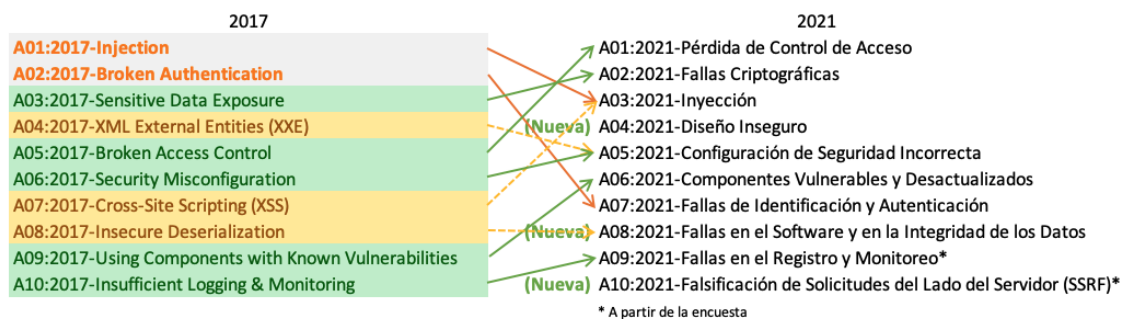 2017
A01:2017-Injection
A02:2017-Broken Authentication
A03:2017-Sensitive Data Exposure
A04:2017-XML External Entities (XXE)
A05:2017-Broken Access Control
A06:2017-Security Misconfiguration
A07:2017-Cross-Site Scripting (XSS)
A08:2017-Insecure Deserialization
A09:2017-Using Components with Known Vulnerabilities
A10:2017-Insufficient Logging & Monitoring
2021
A01:2021-Pérdida de Control de Acceso
A02:2021-Fallas Criptográficas
A03:2021-Inyección
(Nueva) A04:2021-Diseño Inseguro
A05:2021-Configuración de Seguridad Incorrecta
A06:2021-Componentes Vulnerables y Desactualizados
A07:2021-Fallas de Identificación y Autenticación
(Nueva) A08:2021-Fallas en el Software y en la Integridad de los Datos
A09:2021-Fallas en el Registro y Monitoreo*
(Nueva) A10:2021-Falsificación de Solicitudes del Lado del Servidor (SSRF)*
* A partir de la encuesta